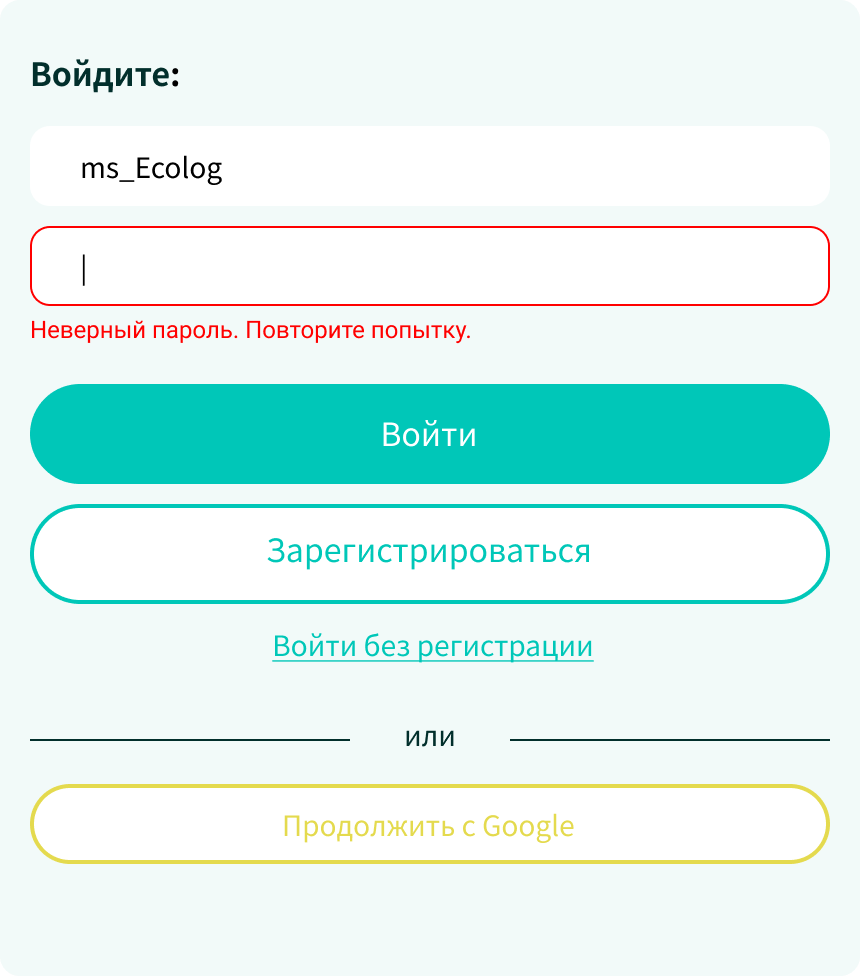 Войдите:
ms_Ecolog
Неверный пароль. Повторите попытку.
Войти
Зарегистрироваться
Войти без регистрации
или
Продолжить с Google